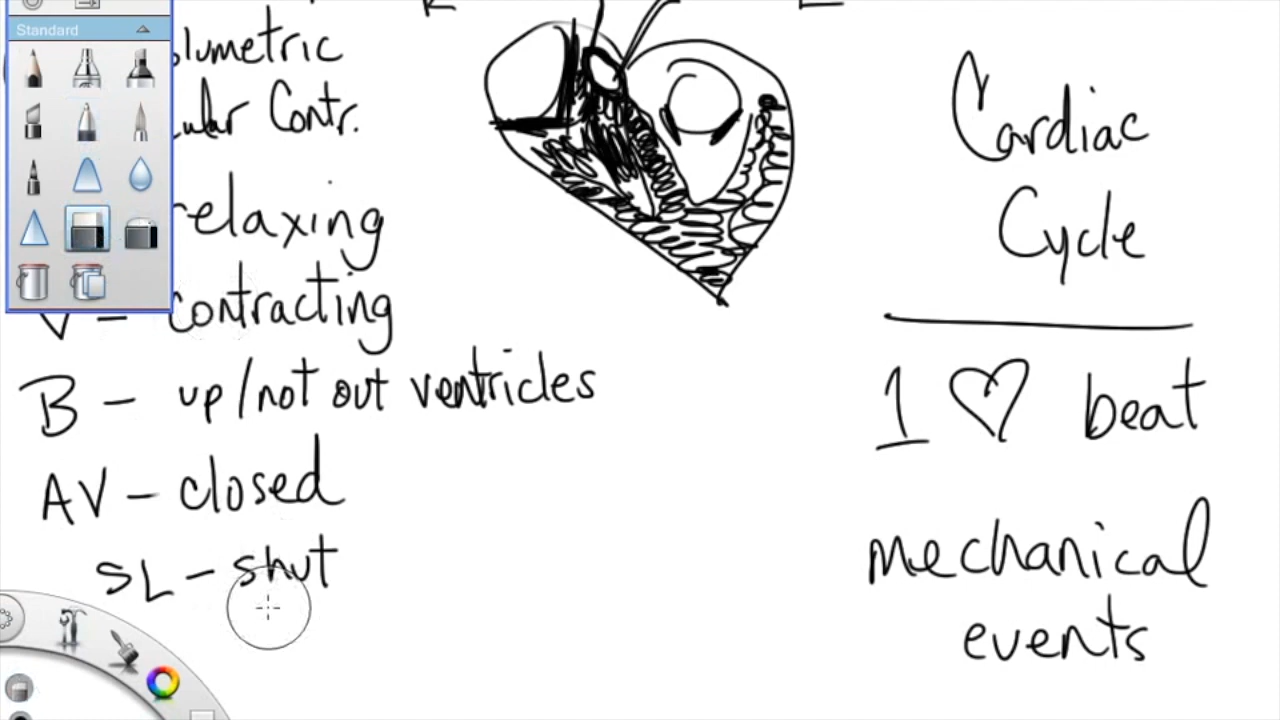 Standard
lumetric
ular Contr.
relaxing
V - contracting
B - up/not out ventricles
AV - closed
SL - shut
Cardiac
Cycle
1 ♡ beat
mechanical
events